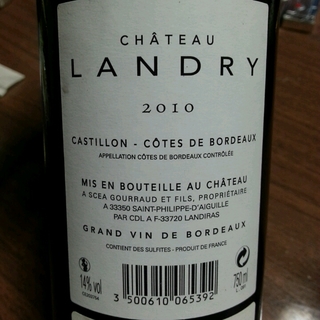 CHÂTEAU
LANDRY
2010
CASTILLON - CÔTES DE BORDEAUX
APPELLATION CÔTES DE BORDEAUX CONTRÔLÉE
MIS EN BOUTEILLE AU CHÂTEAU
A SCEA GOURRAUD ET FILS, PROPRIÉTAIRE
A 33350 SAINT-PHILIPPE-D'AIGUILLE
PAR CDL A F-33720 LANDIRAS
GRAND VIN DE BORDEAUX
CONTIENT DES SULFITES - PRODUIT DE FRANCE
14% vol
750 ml
3 500610 065392